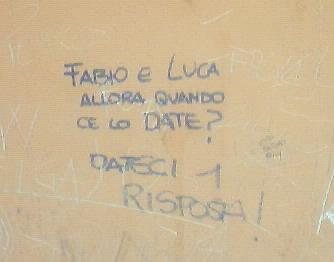 FABIO E LUCA
ALLORA QUANDO
CE LO DATE?
DATECI 1
RISPOSTA!